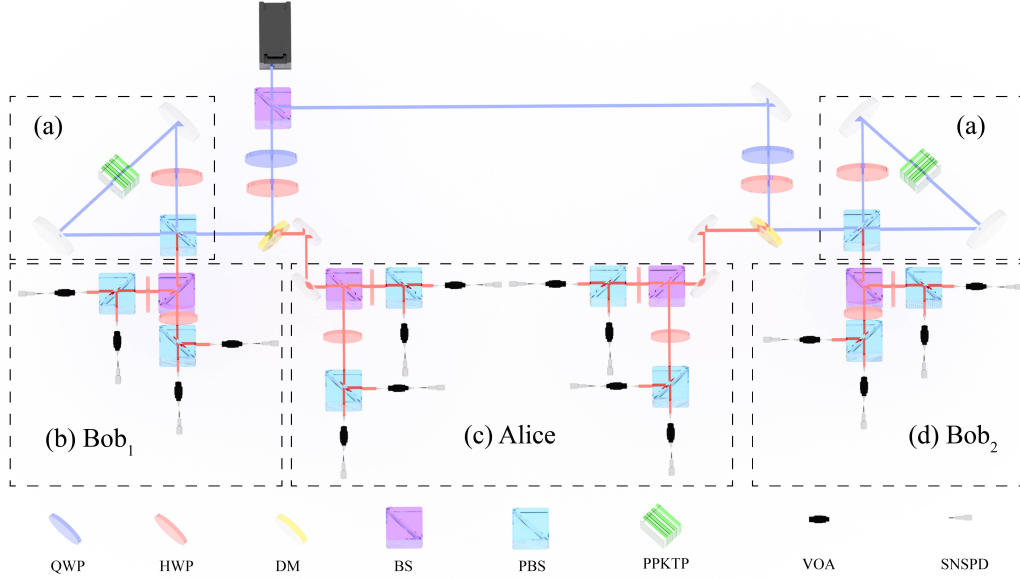 (a)
(a)
(b) Bob1
(c) Alice
(d) Bob2
QWP
HWP
DM
BS
PBS
PPKTP
VOA
SNSPD